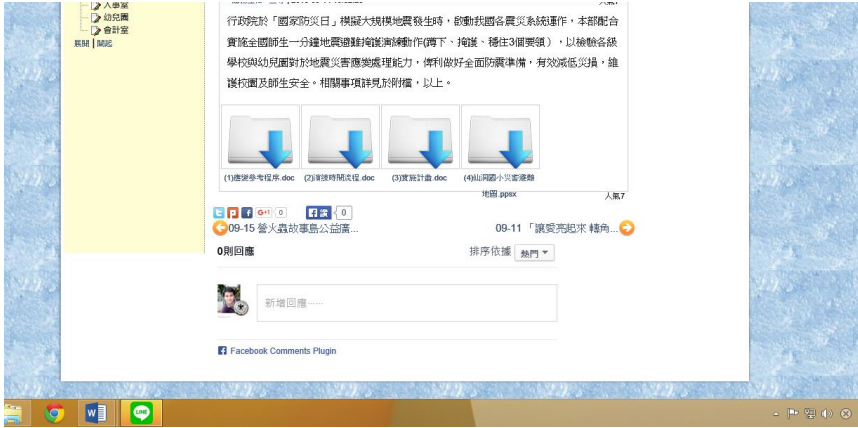 人事室
幼兒園
會計室
展開 | 闔起
人氣7
行政院於「國家防災日」模擬大規模地震發生時，啟動我國各震災系統運作，本部配合
實施全國師生一分鐘地震避難掩護演練動作(蹲下、掩護、穩住3個要領），以檢驗各級
學校與幼兒園對於地震災害應變處理能力，俾利做好全面防震準備，有效減低災損，維
護校園及師生安全。相關事項詳見於附檔，以上。
(1)應變參考程序.doc
(2)演練時間流程.doc
(3)實施計畫.doc
(4)山洞國小災害避難
地圖.ppsx
人氣7
G+1 0
讚 0
09-15 螢火蟲故事島公益廣...
09-11 「讓愛亮起來 轉角...
0則回應
排序依據 熱門
新增回應......
Facebook Comments Plugin
LINE